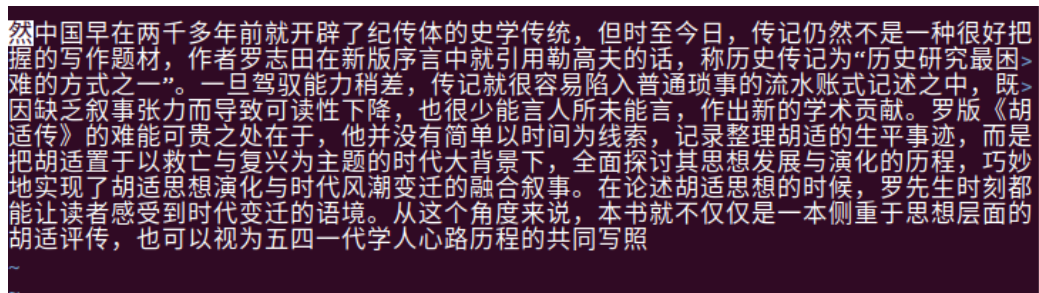 然中国早在两千多年前就开辟了纪传体的史学传统，但时至今日，传记仍然不是一种很好把
握的写作题材，作者罗志田在新版序言中就引用勒高夫的话，称历史传记为“历史研究最困>
难的方式之一”。一旦驾驭能力稍差，传记就很容易陷入普通琐事的流水账式记述之中，既>
因缺乏叙事张力而导致可读性下降，也很少能言人所未能言，作出新的学术贡献。罗版《胡
适传》的难能可贵之处在于，他并没有简单以时间为线索，记录整理胡适的生平事迹，而是
把胡适置于以救亡与复兴为主题的时代大背景下，全面探讨其思想发展与演化的历程，巧妙
地实现了胡适思想演化与时代风潮变迁的融合叙事。在论述胡适思想的时候，罗先生时刻都
能让读者感受到时代变迁的语境。从这个角度来说，本书就不仅仅是一本侧重于思想层面的
胡适评传，也可以视为五四一代学人心路历程的共同写照
~